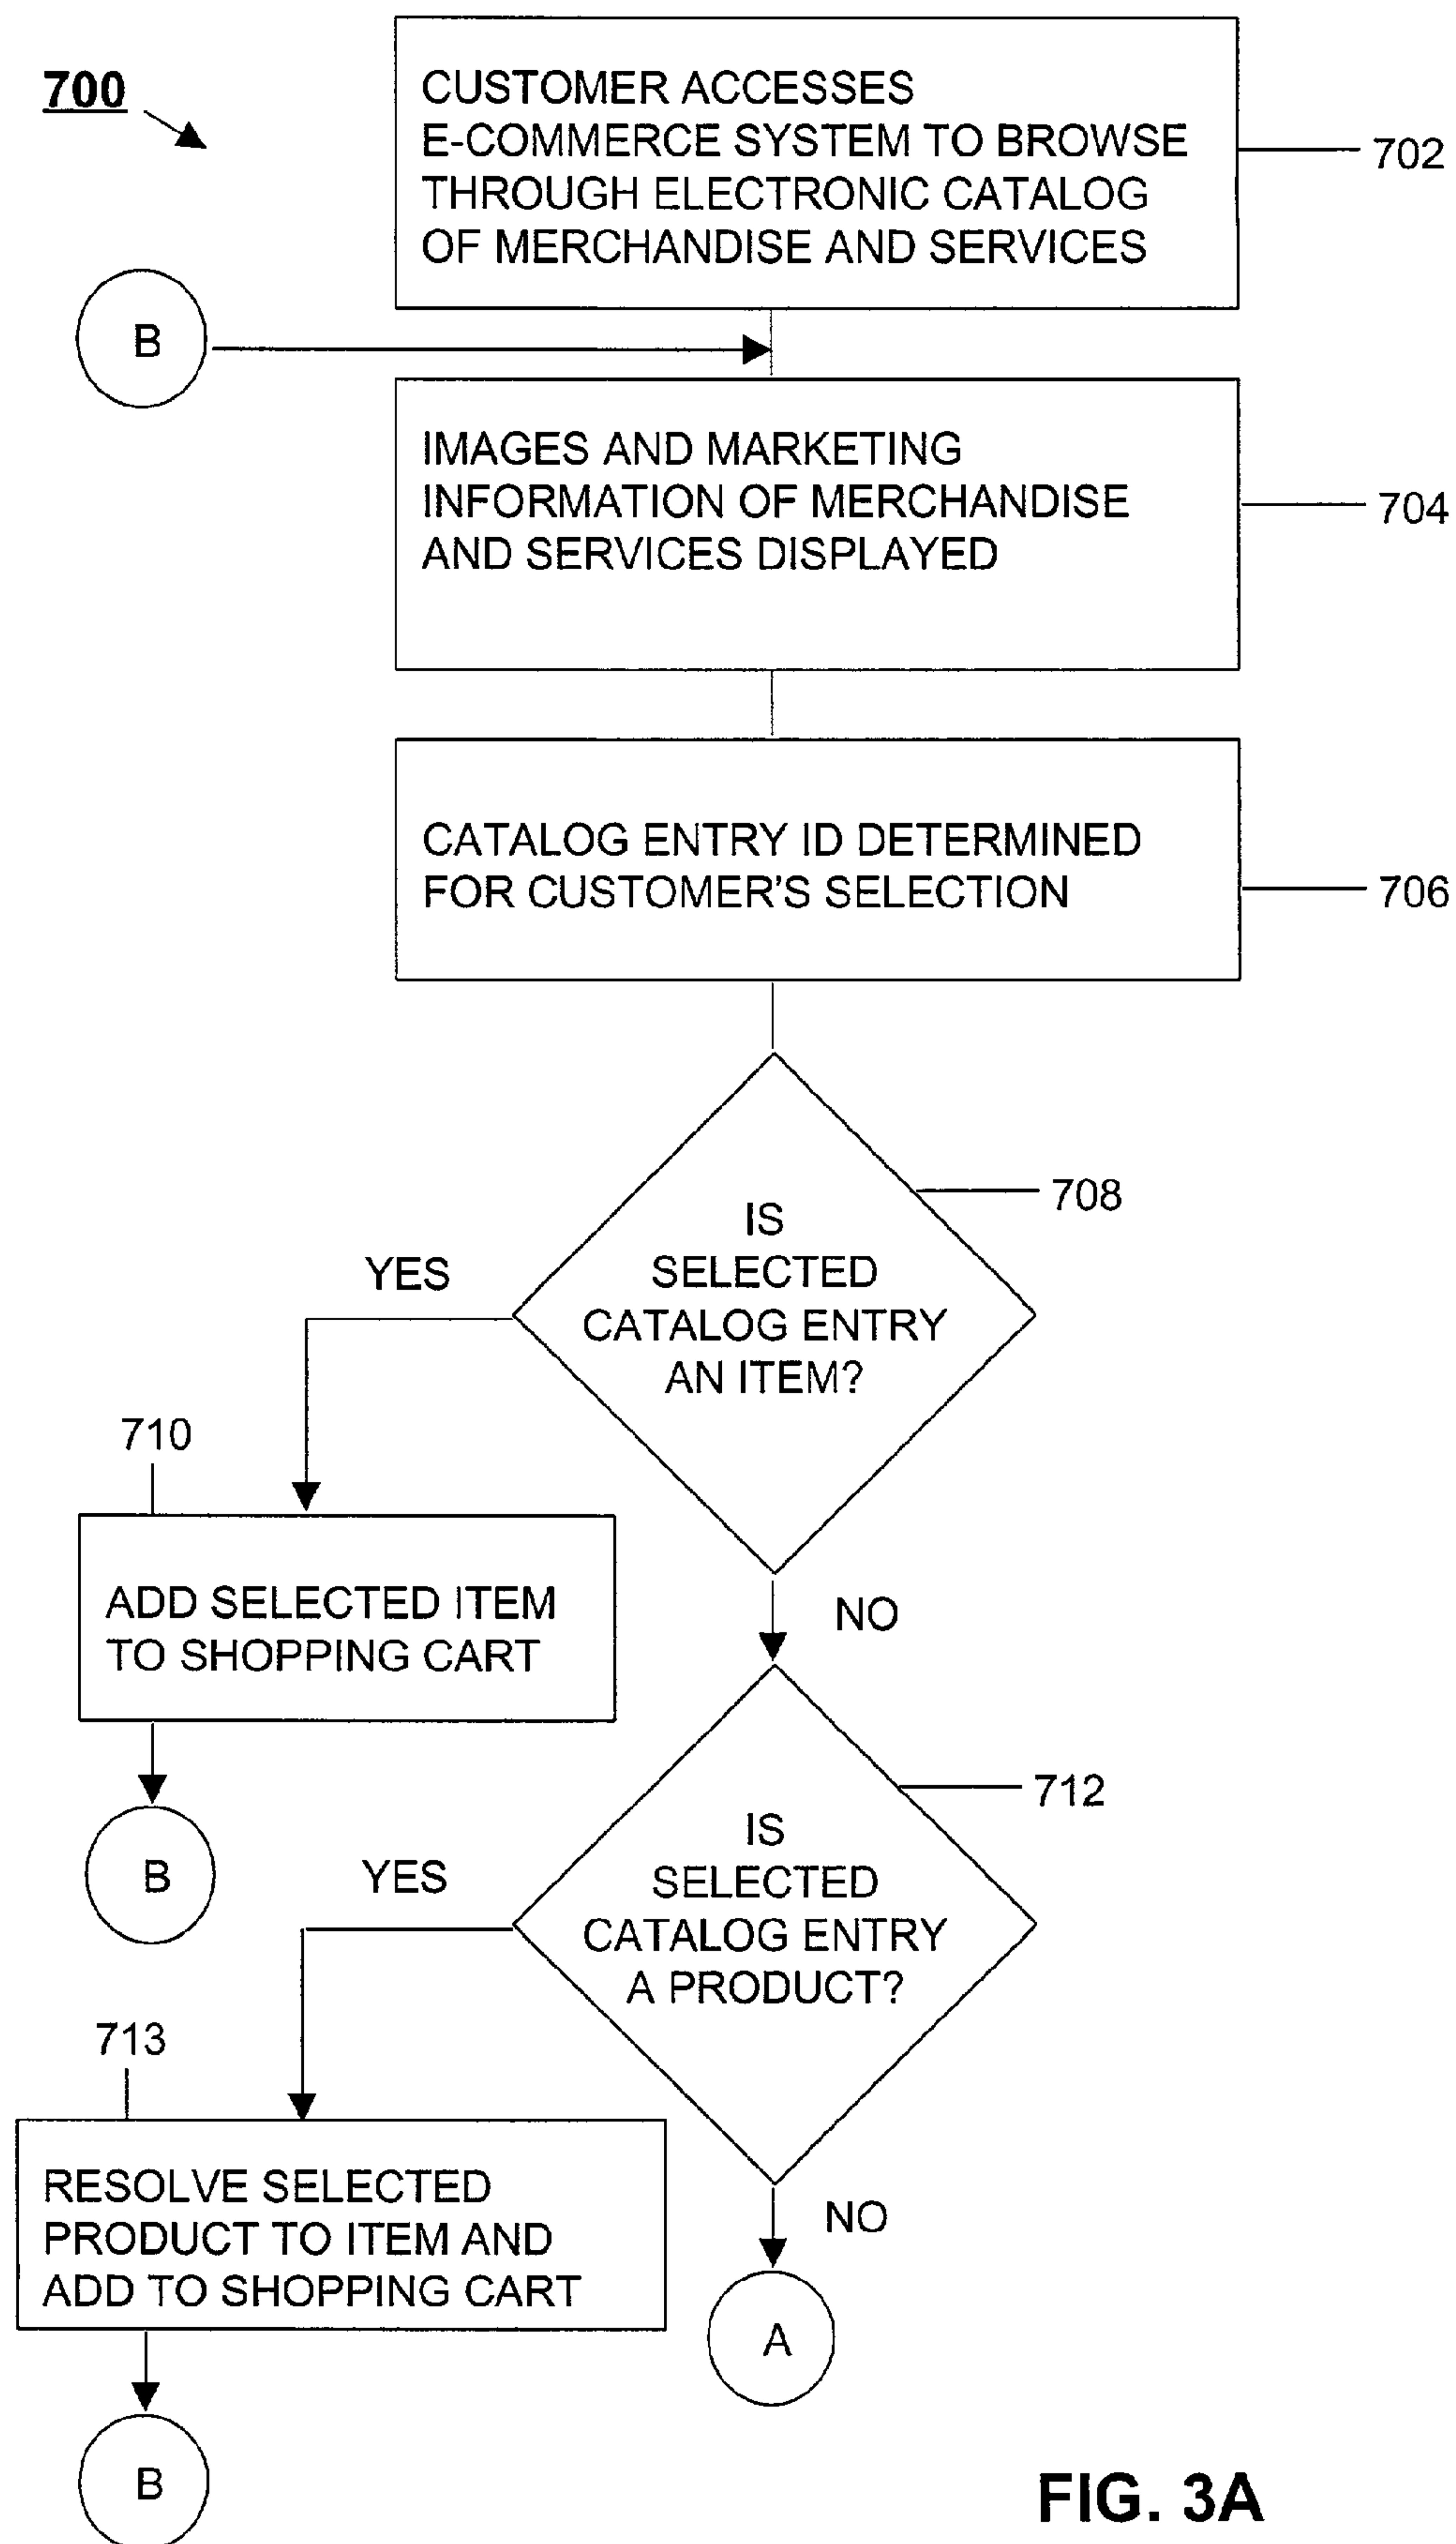 700
CUSTOMER ACCESSES
E-COMMERCE SYSTEM TO BROWSE
THROUGH ELECTRONIC CATALOG
OF MERCHANDISE AND SERVICES
702
B
IMAGES AND MARKETING
INFORMATION OF MERCHANDISE
AND SERVICES DISPLAYED
704
CATALOG ENTRY ID DETERMINED
FOR CUSTOMER'S SELECTION
706
IS
SELECTED
CATALOG ENTRY
AN ITEM?
708
YES
710
ADD SELECTED ITEM
TO SHOPPING CART
B
NO
IS
SELECTED
CATALOG ENTRY
A PRODUCT?
712
YES
713
RESOLVE SELECTED
PRODUCT TO ITEM AND
ADD TO SHOPPING CART
B
NO
A
FIG. 3A